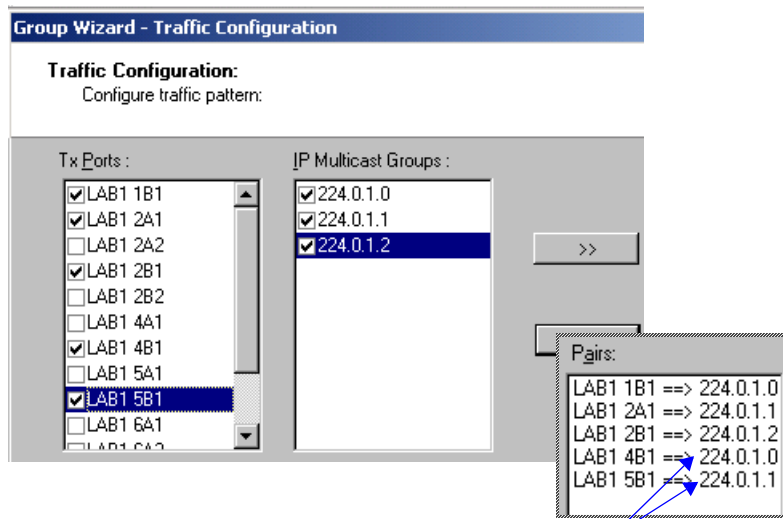 Group Wizard - Traffic Configuration
Traffic Configuration:
Configure traffic pattern:
Tx Ports :
LAB1 1B1
LAB1 2A1
LAB1 2A2
LAB1 2B1
LAB1 2B2
LAB1 4A1
LAB1 4B1
LAB1 5A1
LAB1 5B1
LAB1 6A1
LAB1 6A2
IP Multicast Groups :
224.0.1.0
224.0.1.1
224.0.1.2
>>
Pairs:
LAB1 1B1 ==> 224.0.1.0
LAB1 2A1 ==> 224.0.1.1
LAB1 2B1 ==> 224.0.1.2
LAB1 4B1 ==> 224.0.1.0
LAB1 5B1 ==> 224.0.1.1